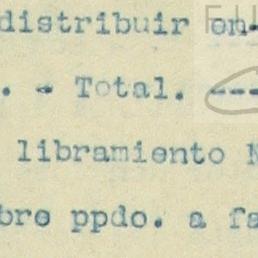 distribuir en-
. - Total. ---
libramiento N
bre ppdo. a fa